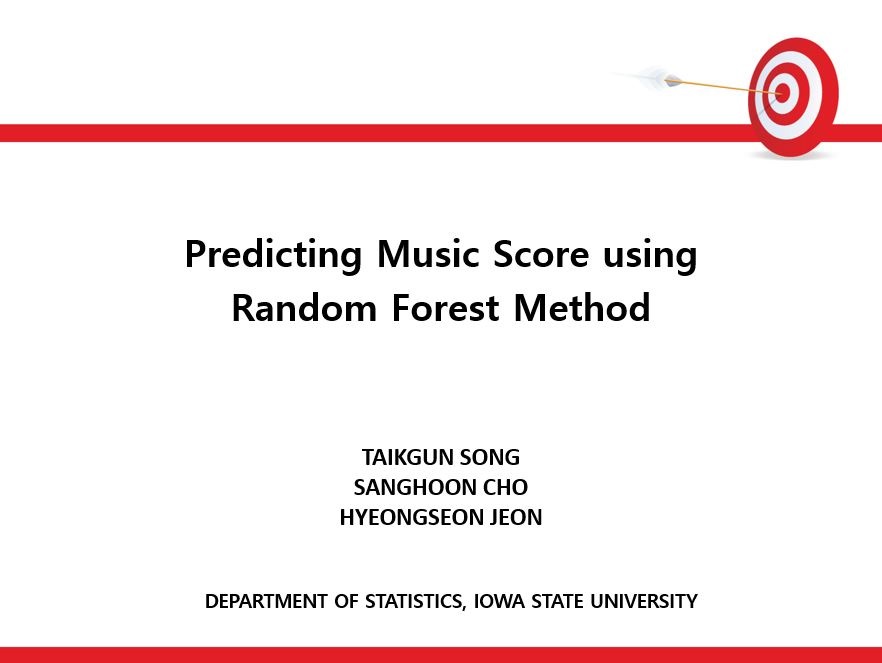 Predicting Music Score using
Random Forest Method
TAIKGUN SONG
SANGHOON CHO
HYEONGSEON JEON
DEPARTMENT OF STATISTICS, IOWA STATE UNIVERSITY